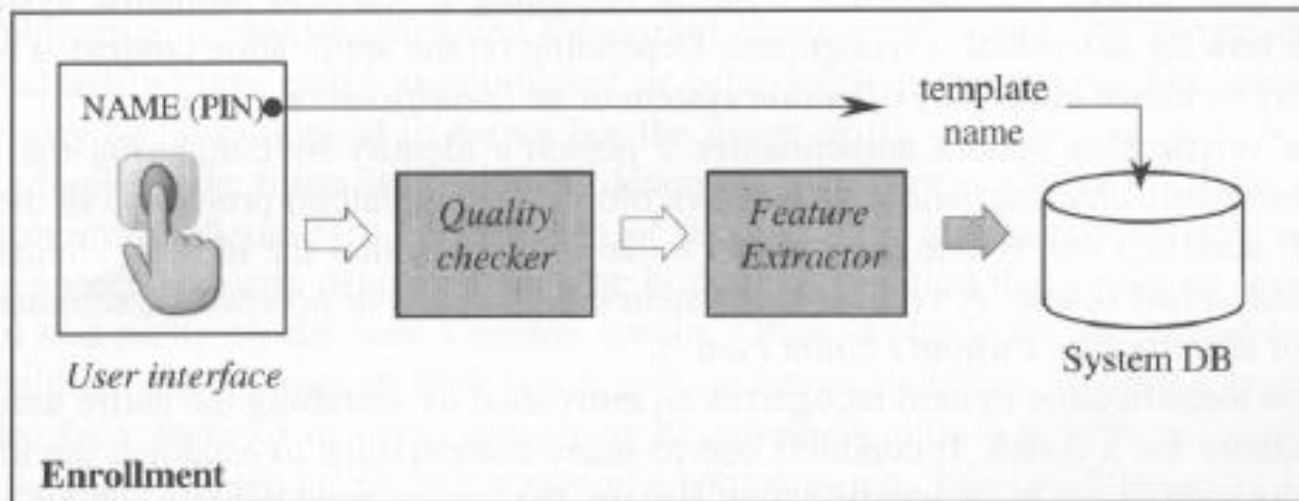 NAME (PIN)
template
name
Quality
checker
Feature
Extractor
User interface
System DB
Enrollment